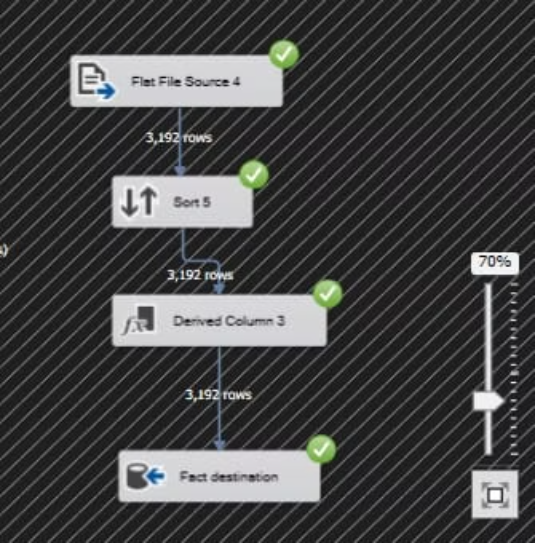 Flat File Source 4
3,192 rows
Sort 5
)
3,192 rows
70%
Derived Column 3
3,192 rows
Fact destination